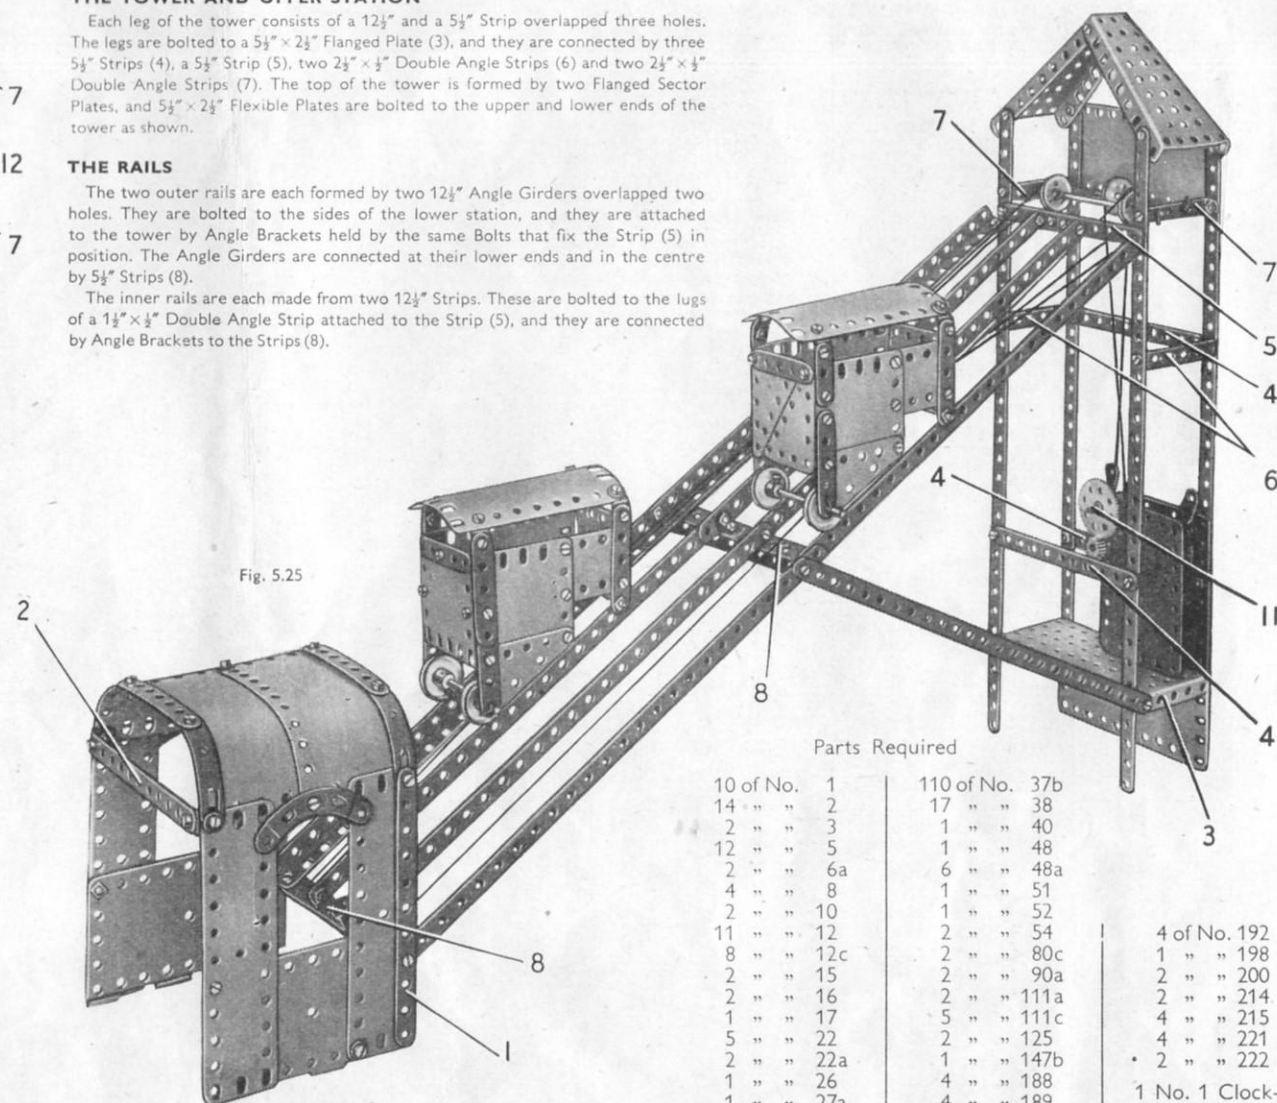 THE TOWER AND UPPER STATION
Each leg of the tower consists of a 12½″ and a 5½″ Strip overlapped three holes.
The legs are bolted to a 5½″ × 2½″ Flanged Plate (3), and they are connected by three
5½″ Strips (4), a 5½″ Strip (5), two 2½″ × ½″ Double Angle Strips (6) and two 2½″ × ½″
Double Angle Strips (7). The top of the tower is formed by two Flanged Sector
Plates, and 5½″ × 2½″ Flexible Plates are bolted to the upper and lower ends of the
tower as shown.
THE RAILS
The two outer rails are each formed by two 12½″ Angle Girders overlapped two
holes. They are bolted to the sides of the lower station, and they are attached
to the tower by Angle Brackets held by the same Bolts that fix the Strip (5) in
position. The Angle Girders are connected at their lower ends and in the centre
by 5½″ Strips (8).
The inner rails are each made from two 12½″ Strips. These are bolted to the lugs
of a 1½″ × ½″ Double Angle Strip attached to the Strip (5), and they are connected
by Angle Brackets to the Strips (8).
7
12
7
Fig. 5.25
7
7
5
4
6
4
11
4
3
8
2
8
1
Parts Required
10 of No. 1
14 „ „ 2
2 „ „ 3
12 „ „ 5
2 „ „ 6a
4 „ „ 8
2 „ „ 10
11 „ „ 12
8 „ „ 12c
2 „ „ 15
2 „ „ 16
1 „ „ 17
5 „ „ 22
2 „ „ 22a
1 „ „ 26
1 „ „ 27a
110 of No. 37b
17 „ „ 38
1 „ „ 40
1 „ „ 48
6 „ „ 48a
1 „ „ 51
1 „ „ 52
2 „ „ 54
2 „ „ 80c
2 „ „ 90a
2 „ „ 111a
5 „ „ 111c
2 „ „ 125
1 „ „ 147b
4 „ „ 188
4 „ „ 189
4 of No. 192
1 „ „ 198
2 „ „ 200
2 „ „ 214
4 „ „ 215
4 „ „ 221
2 „ „ 222
1 No. 1 Clock-